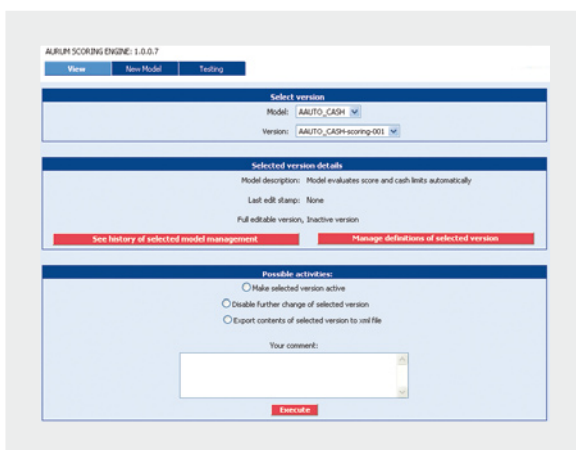 AURUM SCORING ENGINE: 1.0.0.7
View New Model Testing
Select version
Model: AAUTO_CASH
Version: AAUTO_CASH-scoring-001
Selected version details
Model description: Model evaluates score and cash limits automatically
Last edit stamp: None
Full editable version, Inactive version
See history of selected model management Manage definitions of selected version
Possible activities:
Make selected version active
Disable further change of selected version
Export contents of selected version to xml file
Your comment:
Execute